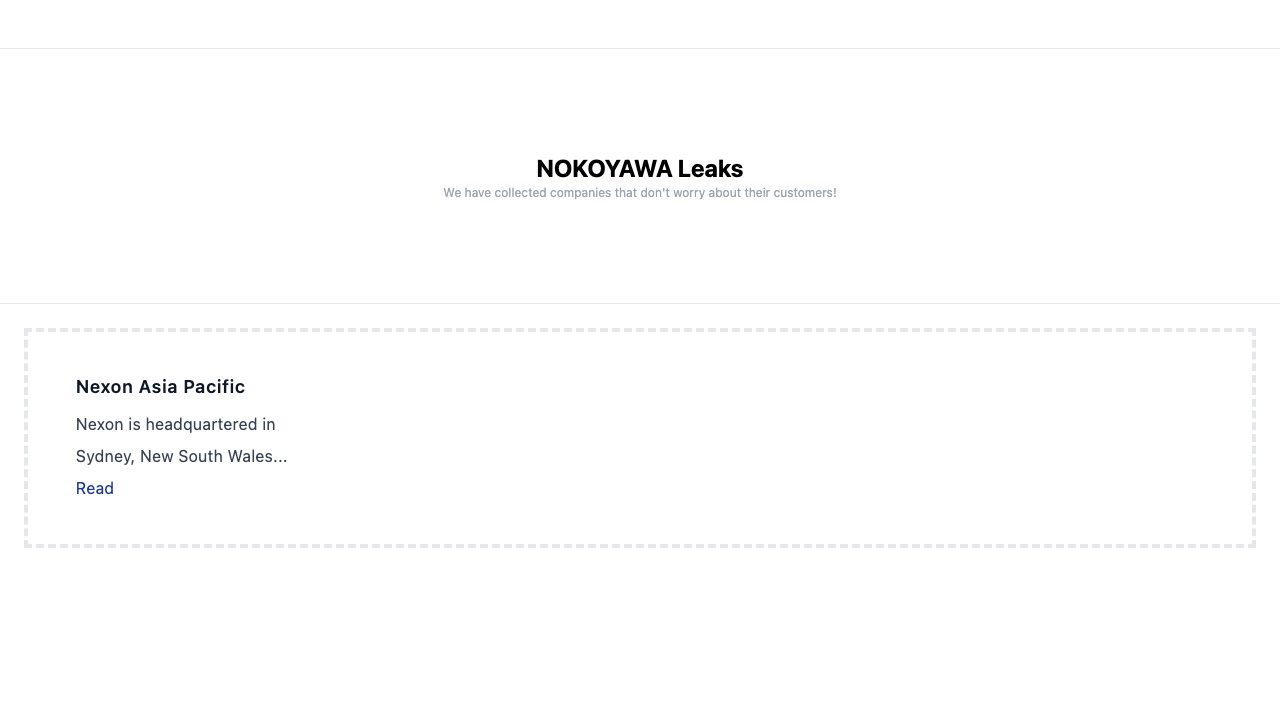 NOKOYAWA Leaks
We have collected companies that don't worry about their customers!
Nexon Asia Pacific
Nexon is headquartered in
Sydney, New South Wales...
Read